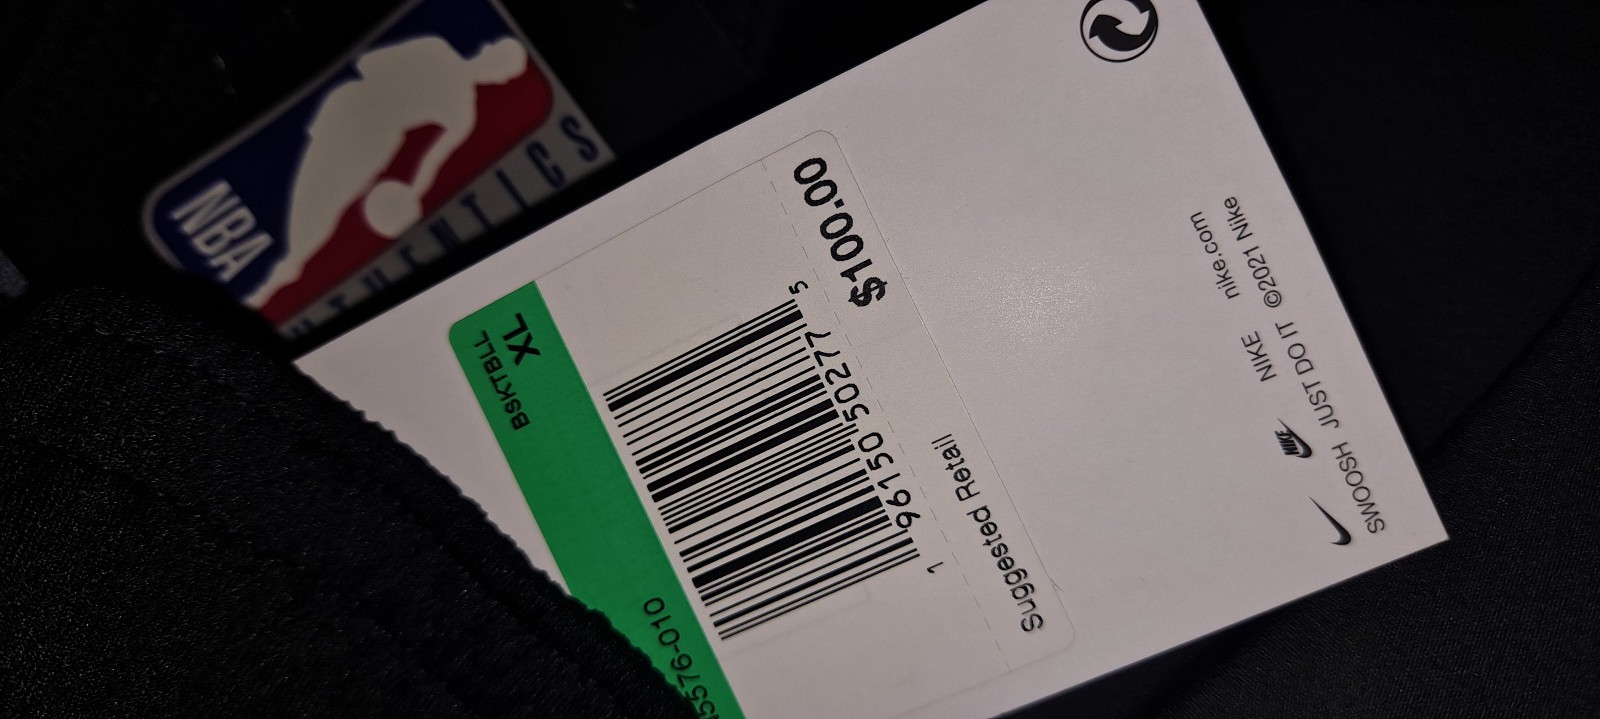 NBA
BSKTBLL
XL
5576-010
1 96150 50277 5
Suggested Retail
$100.00
NIKE nike.com
SWOOSH JUST DO IT ©2021 Nike
NIKE